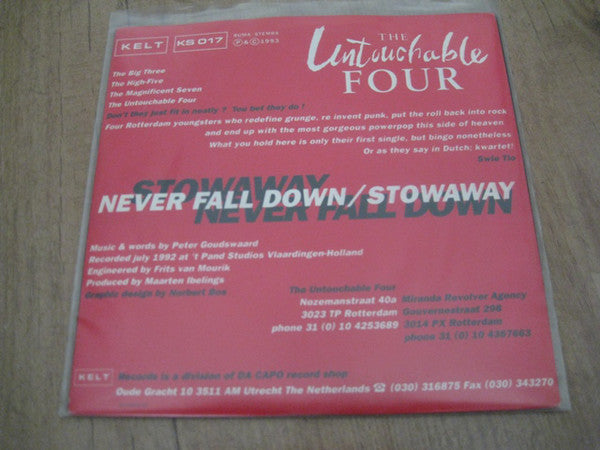 KELT KS 017 BUMA-STEMRA
℗&©1993
THE
Untouchable
FOUR
The Big Three
The High-Five
The Magnificent Seven
The Untouchable Four
Don't they just fit in neatly ? You bet they do !
Four Rotterdam youngsters who redefine grunge, re invent punk, put the roll back into rock
and end up with the most gorgeous powerpop this side of heaven
What you hold here is only their first single, but bingo nonetheless
Or as they say in Dutch: kwartet!
Swie Tio
STOWAWAY
NEVER FALL DOWN/STOWAWAY
NEVER FALL DOWN
Music & words by Peter Goudswaard
Recorded july 1992 at 't Pand Studios Vlaardingen-Holland
Engineered by Frits van Mourik
Produced by Maarten Ibelings
Graphic design by Norbert Bos
The Untouchable Four
Nozemanstraat 40a
3023 TP Rotterdam
phone 31 (0) 10 4253689
Miranda Revolver Agency
Gouvernestraat 296
3014 PX Rotterdam
phone 31 (0) 10 4367663
KELT Records is a division of DA CAPO record shop
Oude Gracht 10 3511 AM Utrecht The Netherlands ☎ (030) 316875 Fax (030) 343270